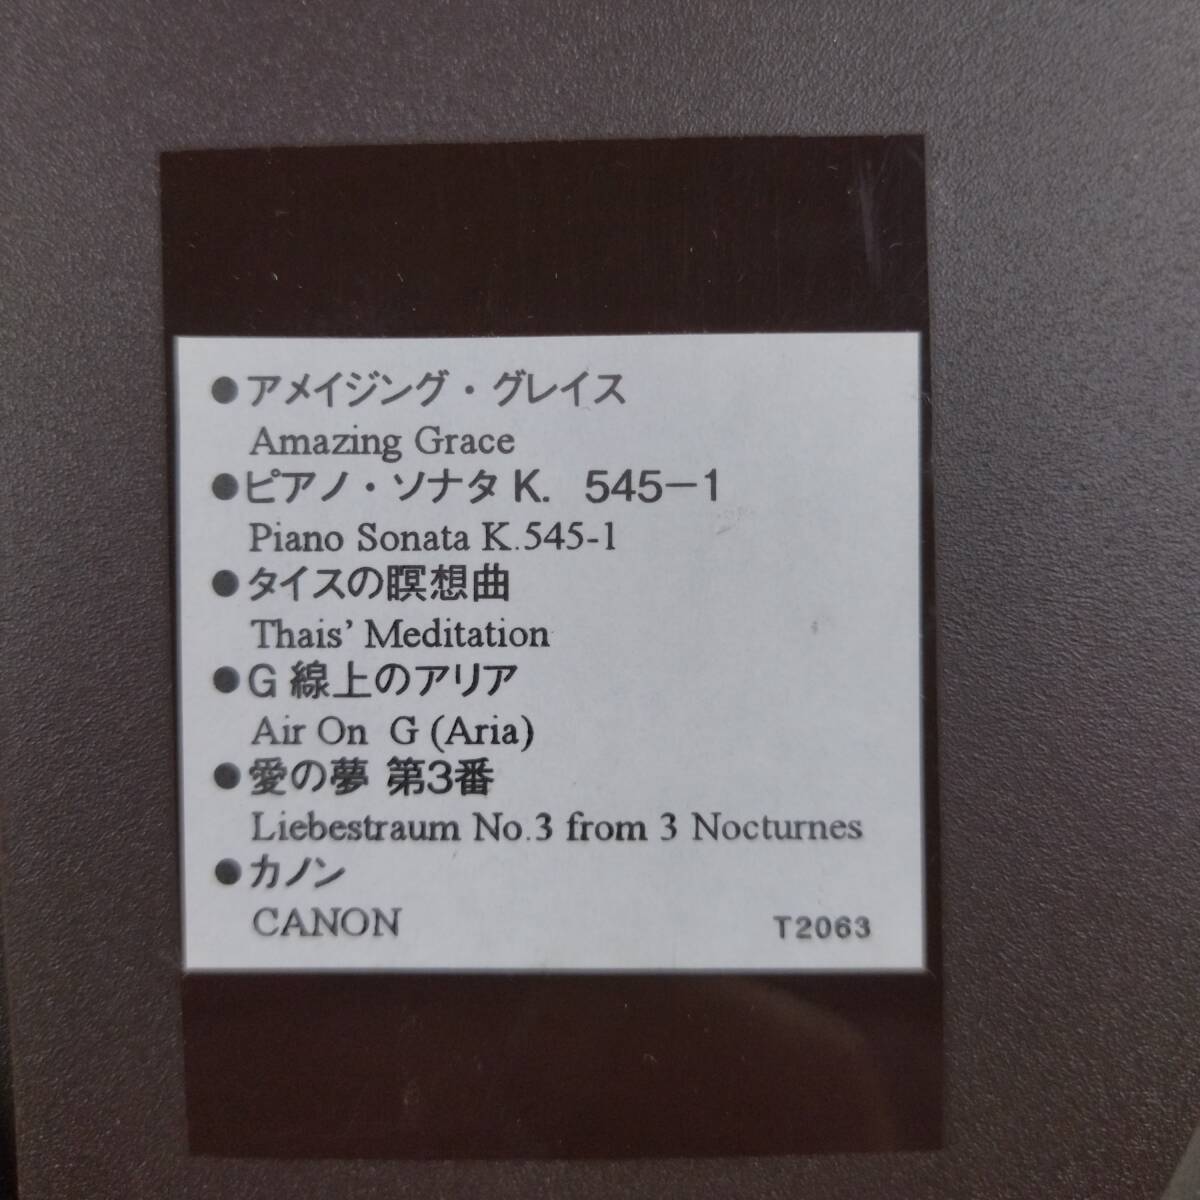 ●アメイジング・グレイス
Amazing Grace
●ピアノ・ソナタ K. 545-1
Piano Sonata K.545-1
●タイスの瞑想曲
Thais' Meditation
●G 線上のアリア
Air On G (Aria)
●愛の夢 第3番
Liebestraum No.3 from 3 Nocturnes
●カノン
CANON T2063